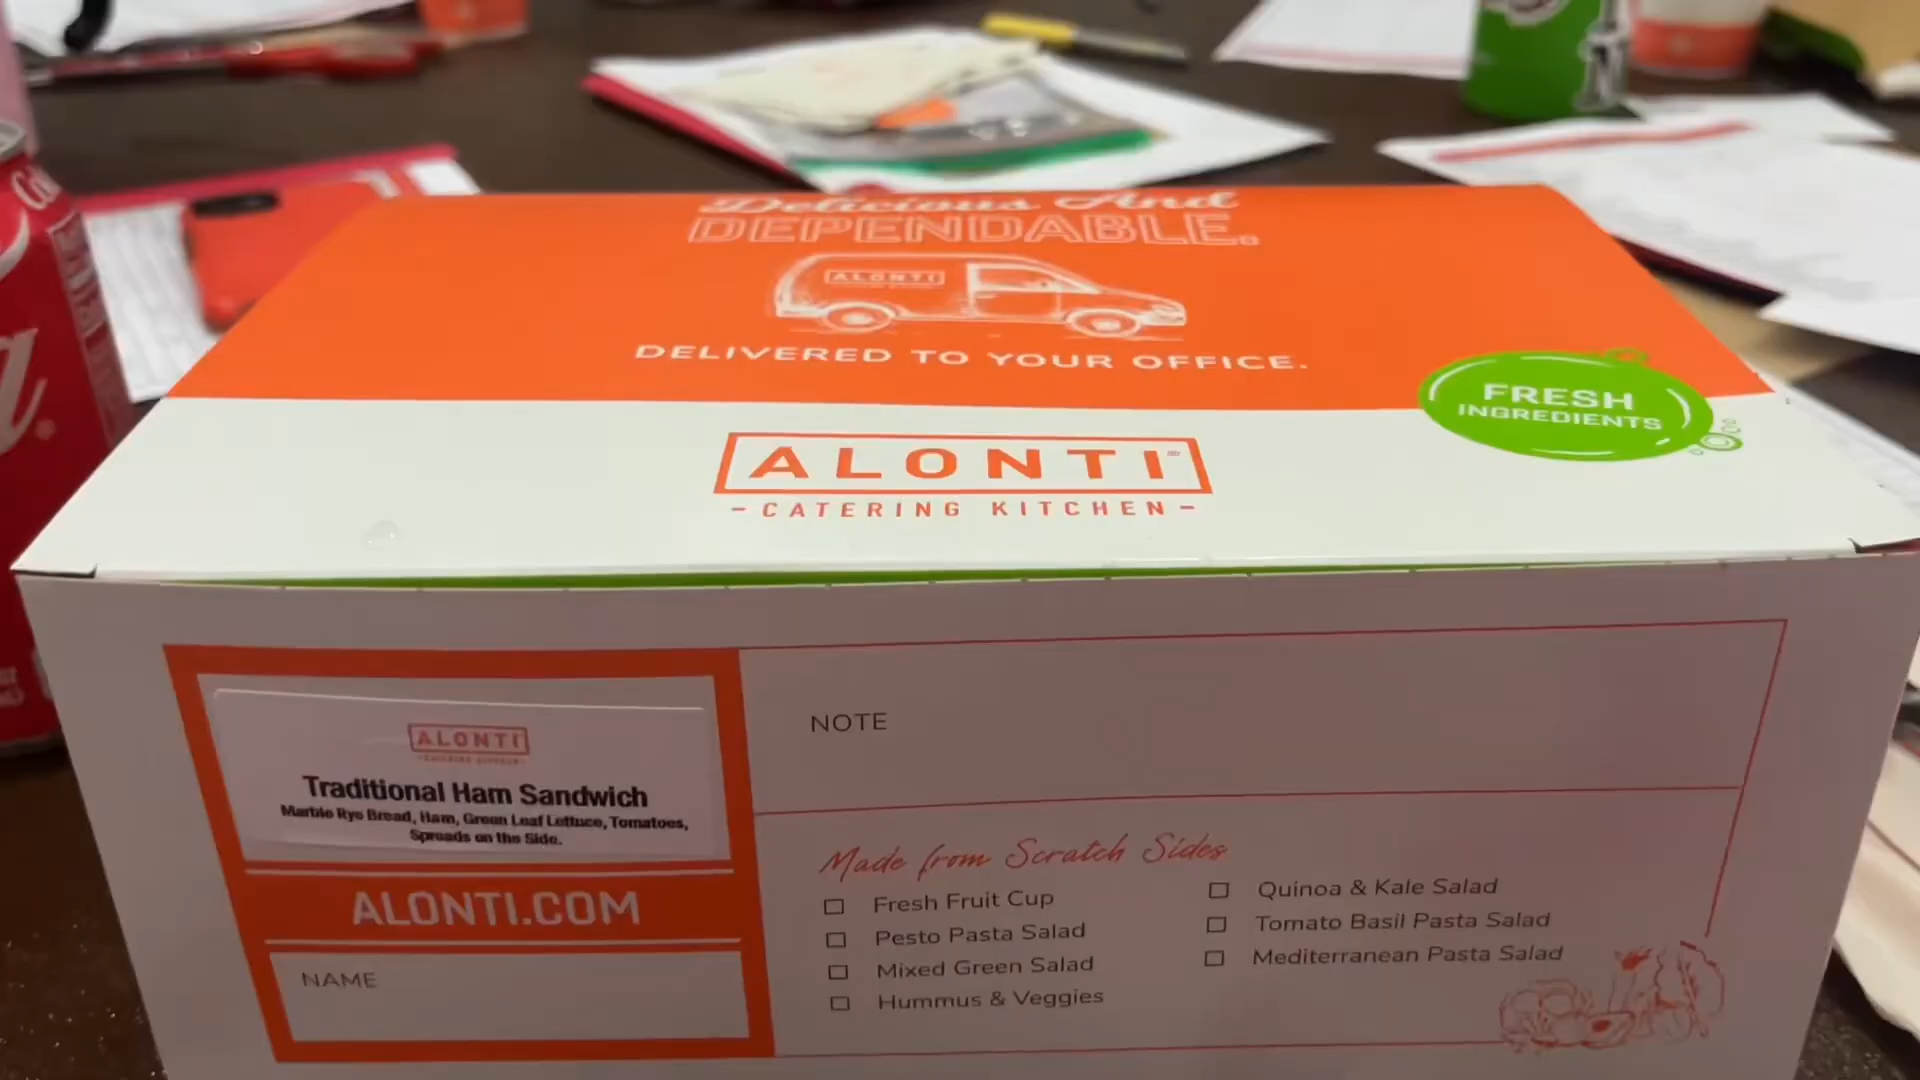 Delicious And
DEPENDABLE.
ALONTI
DELIVERED TO YOUR OFFICE.
FRESH
INGREDIENTS
ALONTI®
- CATERING KITCHEN -
ALONTI
CATERING KITCHEN
Traditional Ham Sandwich
Marble Rye Bread, Ham, Green Leaf Lettuce, Tomatoes,
Spreads on the Side.
ALONTI.COM
NAME
NOTE
Made from Scratch Sides
Fresh Fruit Cup
Pesto Pasta Salad
Mixed Green Salad
Hummus & Veggies
Quinoa & Kale Salad
Tomato Basil Pasta Salad
Mediterranean Pasta Salad